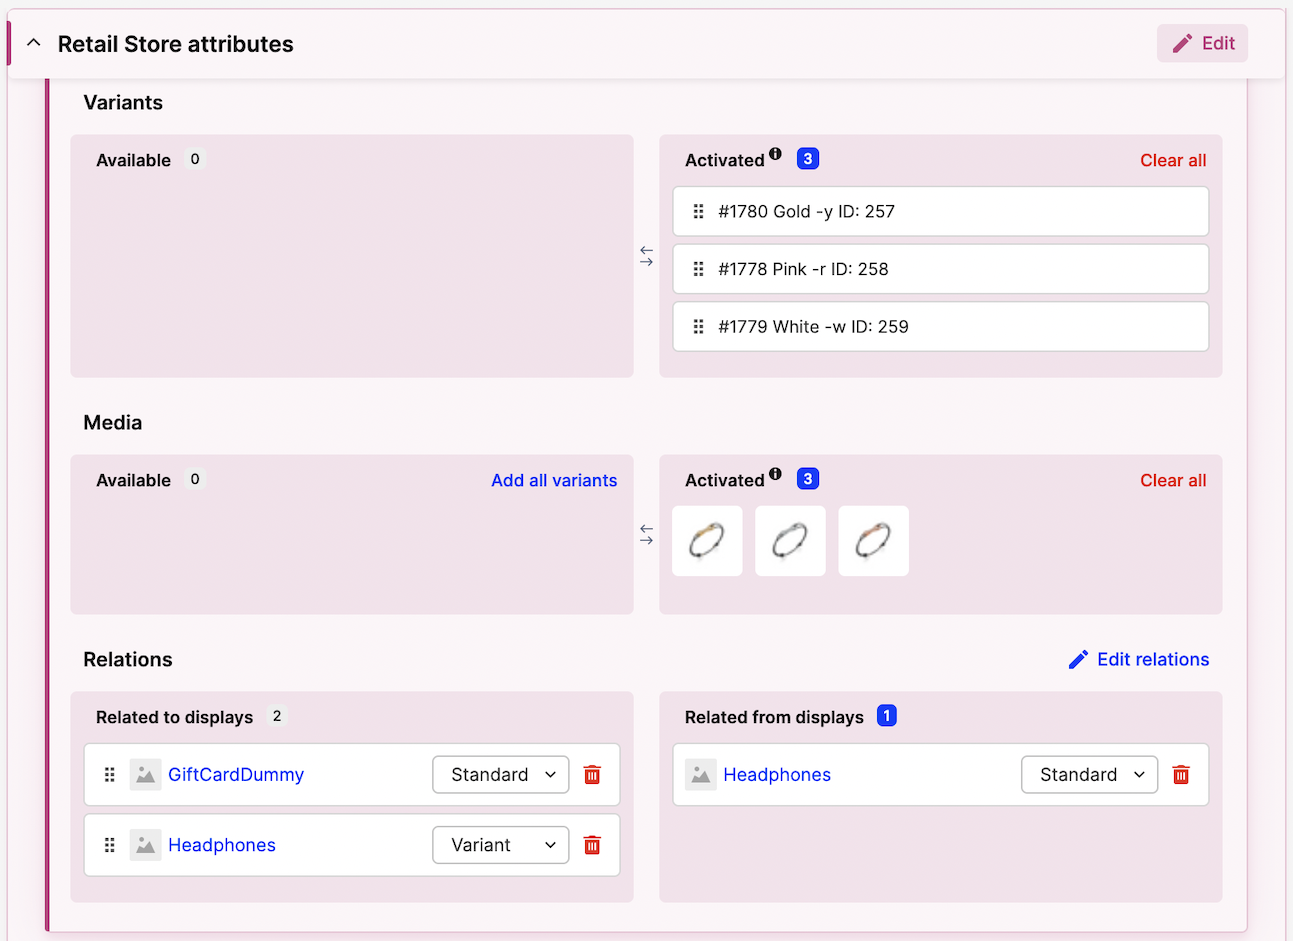 Retail Store attributes
Edit
Variants
Available 0
Activated 3
Clear all
#1780 Gold -y ID: 257
#1778 Pink -r ID: 258
#1779 White -w ID: 259
Media
Available 0
Add all variants
Activated 3
Clear all
Relations
Edit relations
Related to displays 2
GiftCardDummy
Standard
Headphones
Variant
Related from displays 1
Headphones
Standard